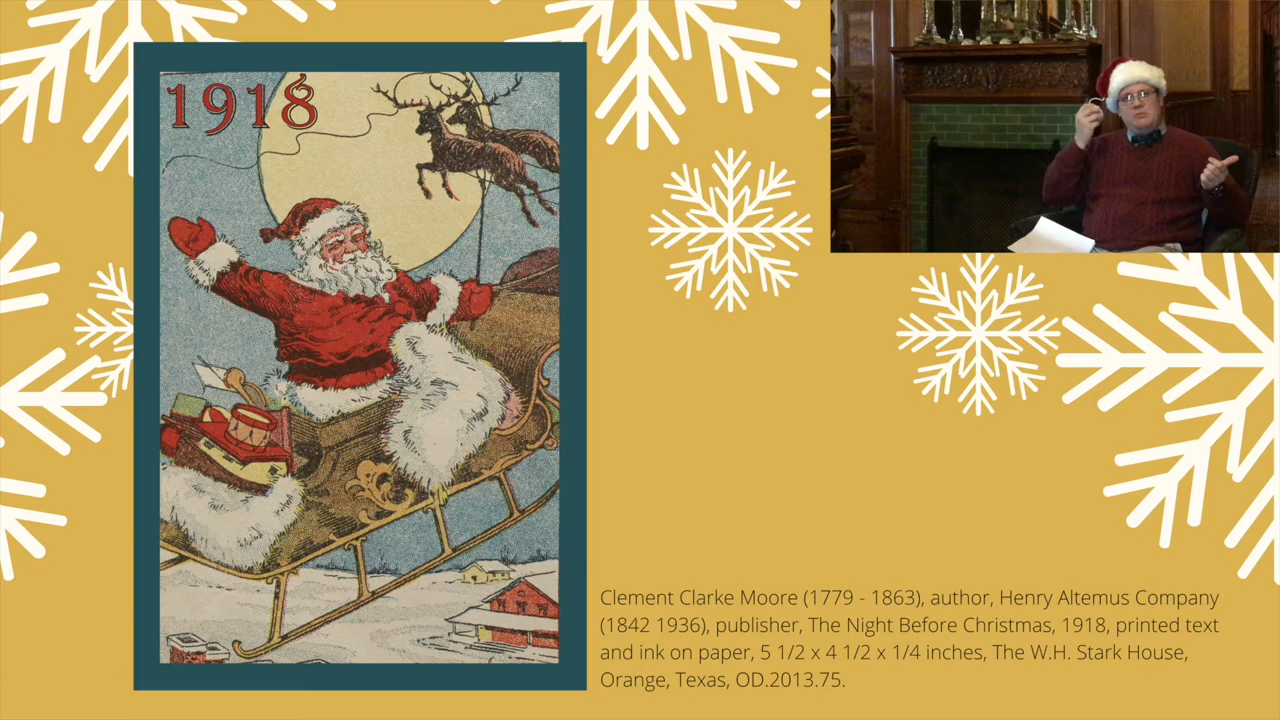 1918
Clement Clarke Moore (1779 - 1863), author, Henry Altemus Company
(1842 1936), publisher, The Night Before Christmas, 1918, printed text
and ink on paper, 5 1/2 x 4 1/2 x 1/4 inches, The W.H. Stark House,
Orange, Texas, OD.2013.75.